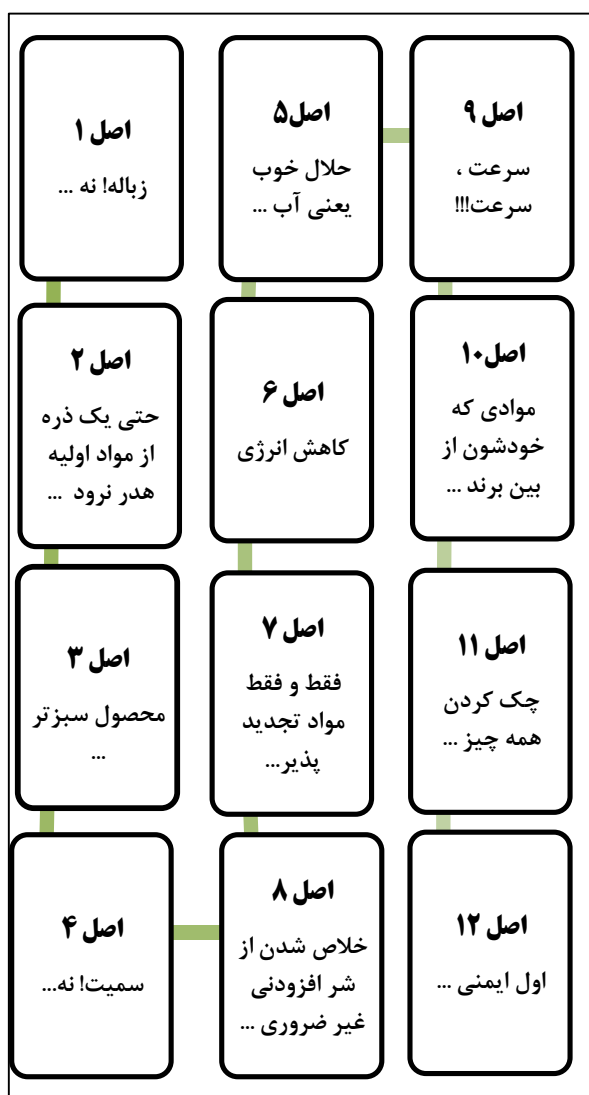 اصل ۱
زباله! نه ...
اصل ۲
حتی یک ذره
از مواد اولیه
هدر نرود ...
اصل ۳
محصول سبزتر
...
اصل ۴
سمیت! نه...
اصل۵
حلال خوب
یعنی آب ...
اصل ۶
کاهش انرژی
اصل ۷
فقط و فقط
مواد تجدید
پذیر...
اصل ۸
خلاص شدن از
شر افزودنی
غیر ضروری ...
اصل ۹
سرعت ،
سرعت!!!
اصل۱۰
موادی که
خودشون از
بین برند ...
اصل ۱۱
چک کردن
همه چیز ...
اصل ۱۲
اول ایمنی ...